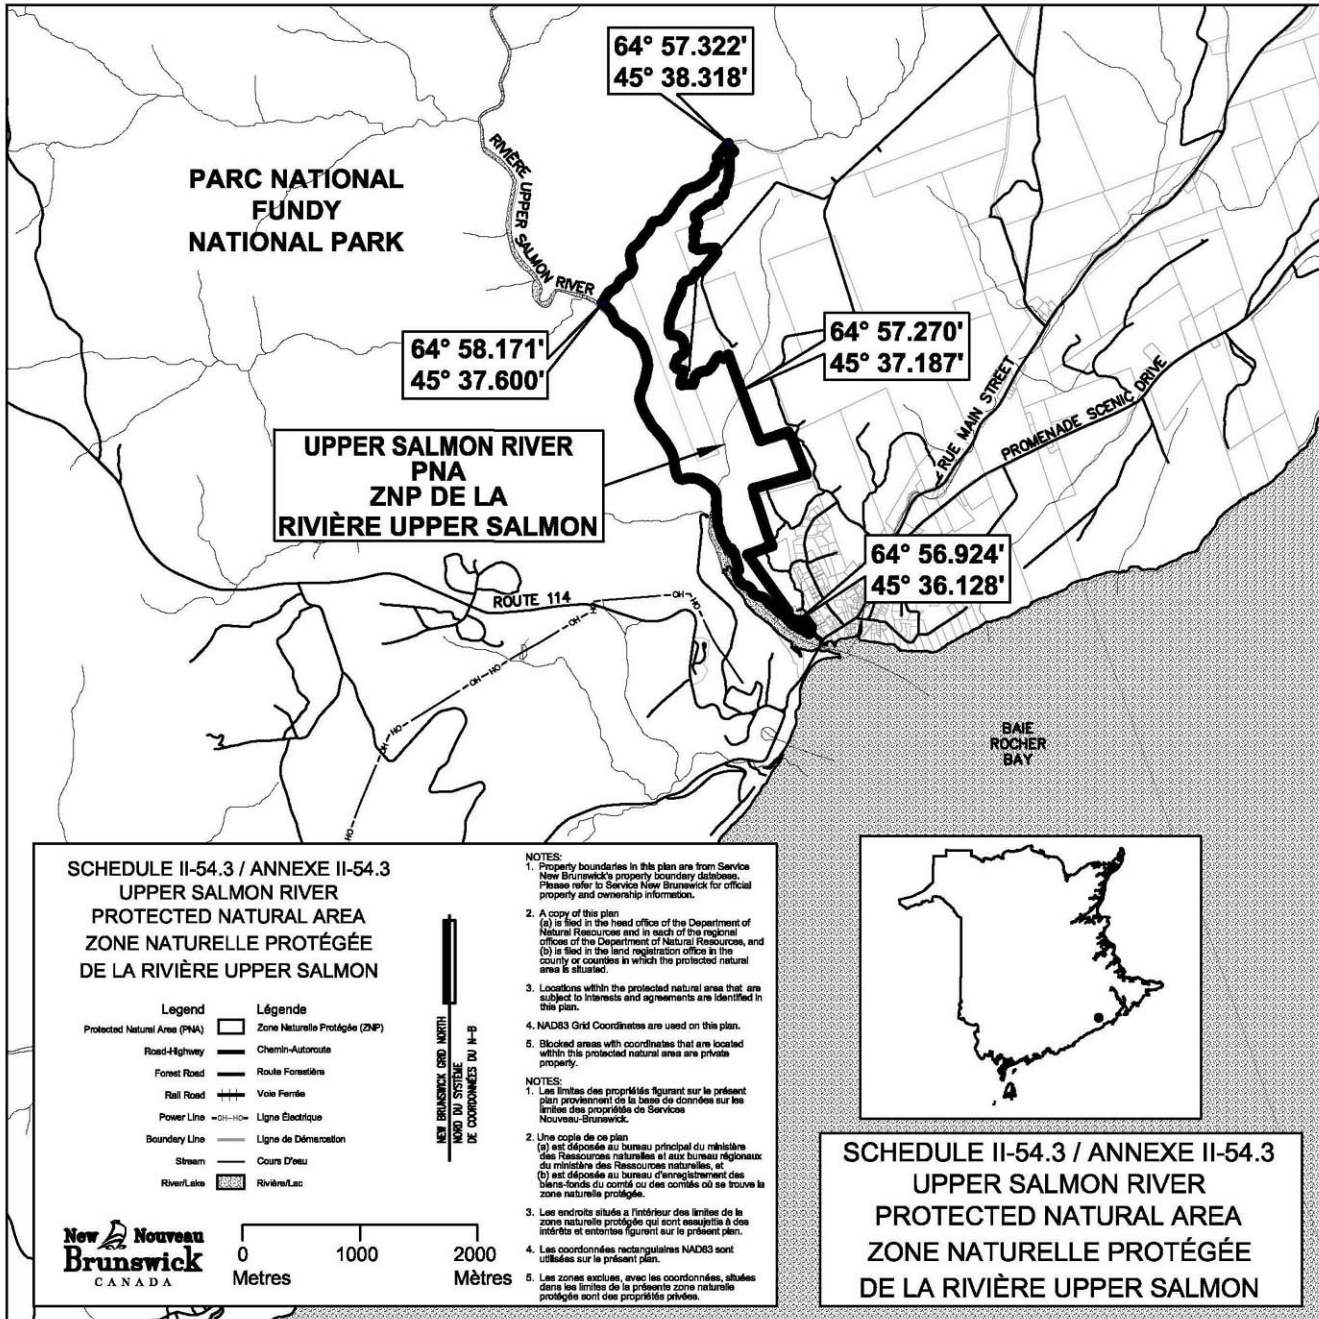 64° 57.322'
45° 38.318'
PARC NATIONAL
FUNDY
NATIONAL PARK
RIVIÈRE UPPER SALMON RIVER
64° 58.171'
45° 37.600'
64° 57.270'
45° 37.187'
RUE MAIN STREET
PROMENADE SCENIC DRIVE
UPPER SALMON RIVER
PNA
ZNP DE LA
RIVIÈRE UPPER SALMON
64° 56.924'
45° 36.128'
ROUTE 114
OH
HO
OH
HO
OH
HO
OH
HO
HO
BAIE
ROCHER
BAY
SCHEDULE II-54.3 / ANNEXE II-54.3
UPPER SALMON RIVER
PROTECTED NATURAL AREA
ZONE NATURELLE PROTÉGÉE
DE LA RIVIÈRE UPPER SALMON
Legend Légende
Protected Natural Area (PNA) Zone Naturelle Protégée (ZNP)
Road-Highway Chemin-Autoroute
Forest Road Route Forestière
Rail Road Voie Ferrée
Power Line -OH-HO- Ligne Électrique
Boundary Line Ligne de Démarcation
Stream Cours D'eau
River/Lake Rivière/Lac
NEW BRUNSWICK GRID NORTH
NORD DU SYSTÈME
DE COORDONNÉES DU N-B
New Nouveau
Brunswick
CANADA
0 1000 2000
Metres Mètres
NOTES:
1. Property boundaries in this plan are from Service
New Brunswick's property boundary database.
Please refer to Service New Brunswick for official
property and ownership information.
2. A copy of this plan
(a) is filed in the head office of the Department of
Natural Resources and in each of the regional
offices of the Department of Natural Resources, and
(b) is filed in the land registration office in the
county or counties in which the protected natural
area is situated.
3. Locations within the protected natural area that are
subject to interests and agreements are identified in
this plan.
4. NAD83 Grid Coordinates are used on this plan.
5. Blocked areas with coordinates that are located
within this protected natural area are private
property.
NOTES:
1. Les limites des propriétés figurant sur le présent
plan proviennent de la base de données sur les
limites des propriétés de Services
Nouveau-Brunswick.
2. Une copie de ce plan
(a) est déposée au bureau principal du ministère
des Ressources naturelles et aux bureau régionaux
du ministère des Ressources naturelles, et
(b) est déposée au bureau d'enregistrement des
biens-fonds du comté ou des comtés où se trouve la
zone naturelle protégée.
3. Les endroits situés a l'intérieur des limites de la
zone naturelle protégée qui sont assujettis à des
intérêts et ententes figurent sur le présent plan.
4. Les coordonnées rectangulaires NAD83 sont
utilisées sur le présent plan.
5. Les zones exclues, avec les coordonnées, situées
dans les limites de la présente zone naturelle
protégée sont des propriétés privées.
SCHEDULE II-54.3 / ANNEXE II-54.3
UPPER SALMON RIVER
PROTECTED NATURAL AREA
ZONE NATURELLE PROTÉGÉE
DE LA RIVIÈRE UPPER SALMON